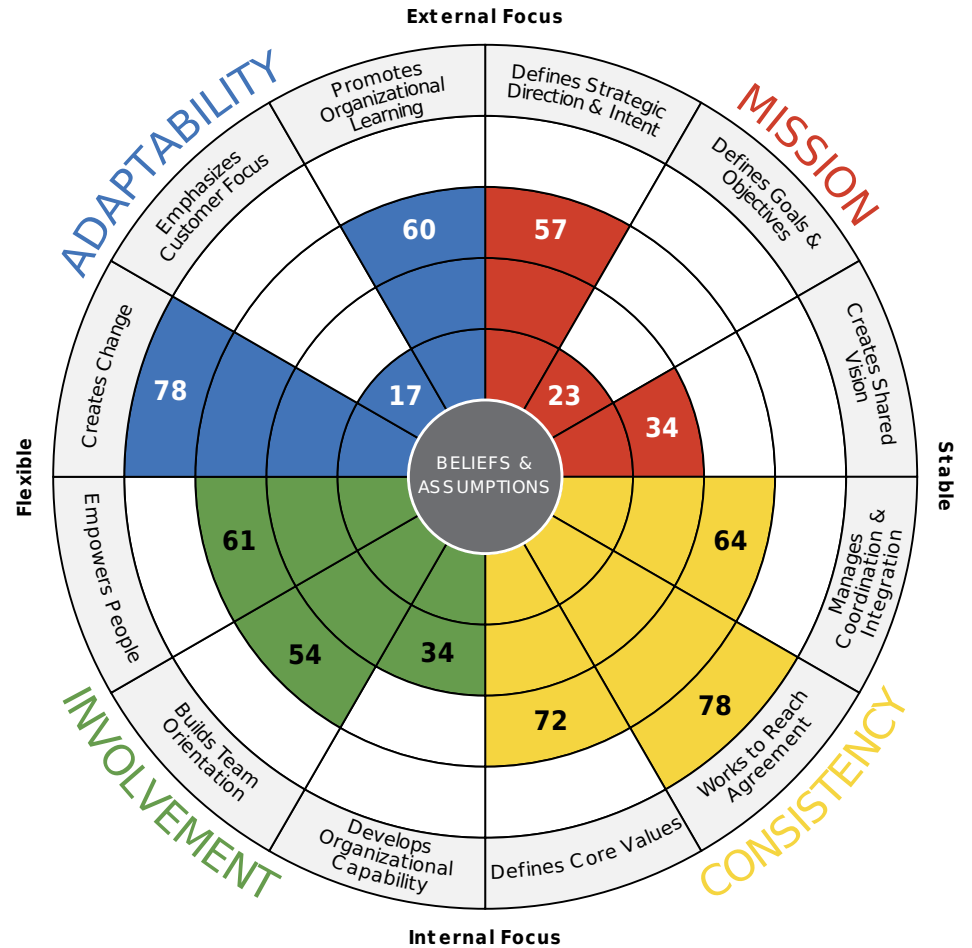 External Focus
ADAPTABILITY
MISSION
Promotes
Organizational
Learning
Defines Strategic
Direction & Intent
Emphasizes
Customer Focus
Defines Goals &
Objectives
Creates Change
Creates Shared
Vision
60
57
78
17
23
34
Flexible
BELIEFS &
ASSUMPTIONS
Stable
61
64
54
34
72
78
Empowers People
Manages
Coordination &
Integration
Builds Team
Orientation
Works to Reach
Agreement
Develops
Organizational
Capability
Defines Core Values
INVOLVEMENT
CONSISTENCY
Internal Focus